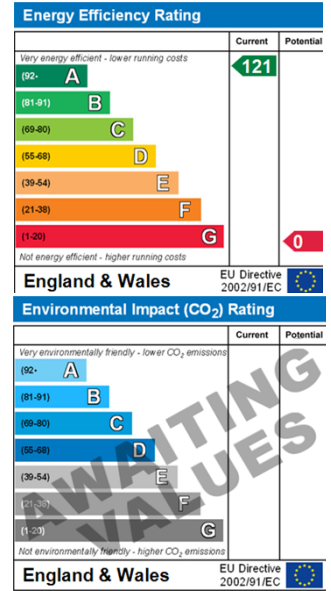 Energy Efficiency Rating
Current Potential
Very energy efficient - lower running costs
(92- A
121
(81-91) B
(69-80) C
(55-68) D
(39-54) E
(21-38) F
(1-20) G
0
Not energy efficient - higher running costs
England & Wales
EU Directive
2002/91/EC
Environmental Impact (CO₂) Rating
Current Potential
Very environmentally friendly - lower CO₂ emissions
(92- A
(81-91) B
(69-80) C
(55-68) D
(39-54) E
(21-38) F
(1-20) G
AWAITING
VALUES
Not environmentally friendly - higher CO₂ emissions
England & Wales
EU Directive
2002/91/EC